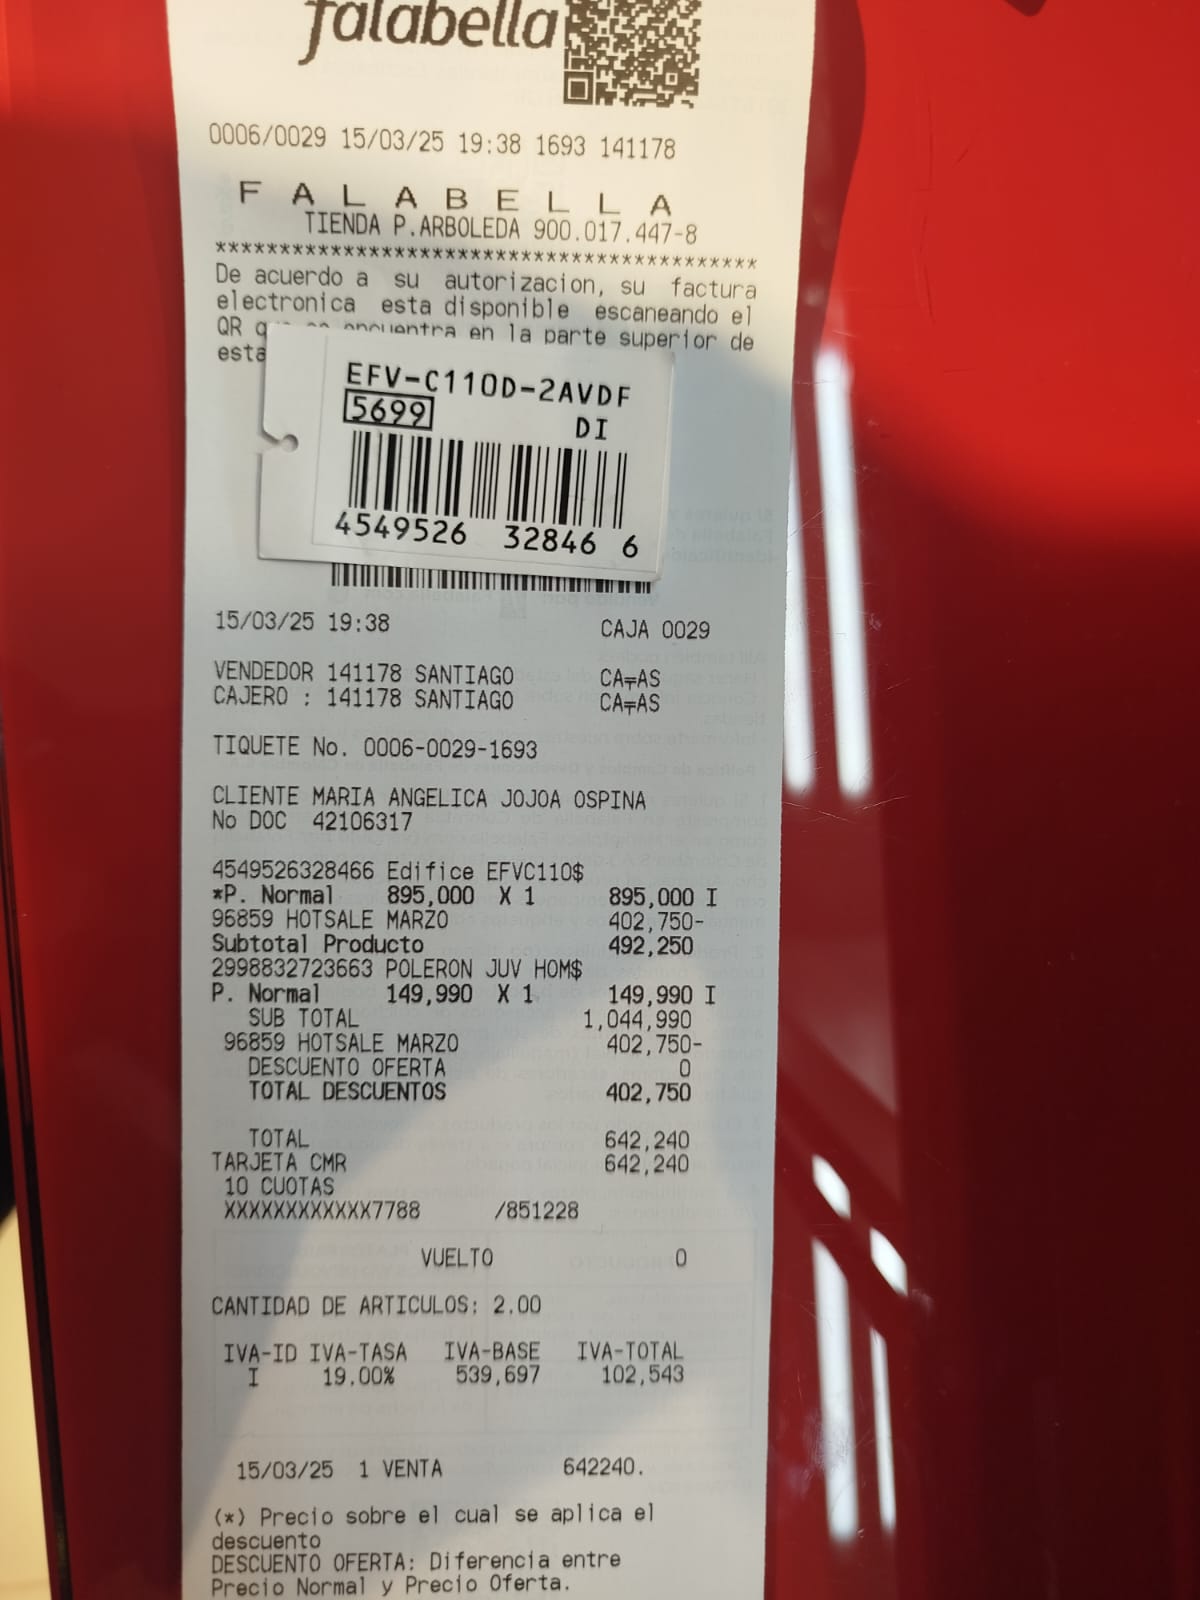 falabella
0006/0029 15/03/25 19:38 1693 141178
F A L A B E L L A
TIENDA P.ARBOLEDA 900.017.447-8
*******************************************
De acuerdo a su autorizacion, su factura
electronica esta disponible escaneando el
QR que se encuentra en la parte superior de
esta
EFV-C110D-2AVDF
5699 DI
4549526 32846 6
15/03/25 19:38 CAJA 0029
VENDEDOR 141178 SANTIAGO CA╤AS
CAJERO : 141178 SANTIAGO CA╤AS
TIQUETE No. 0006-0029-1693
CLIENTE MARIA ANGELICA JOJOA OSPINA
No DOC 42106317
4549526328466 Edifice EFVC110$
*P. Normal 895,000 X 1 895,000 I
96859 HOTSALE MARZO 402,750-
Subtotal Producto 492,250
2998832723663 POLERON JUV HOM$
P. Normal 149,990 X 1 149,990 I
SUB TOTAL 1,044,990
96859 HOTSALE MARZO 402,750-
DESCUENTO OFERTA 0
TOTAL DESCUENTOS 402,750
TOTAL 642,240
TARJETA CMR 642,240
10 CUOTAS
XXXXXXXXXXXX7788 /851228
VUELTO 0
CANTIDAD DE ARTICULOS: 2.00
IVA-ID IVA-TASA IVA-BASE IVA-TOTAL
I 19.00% 539,697 102,543
15/03/25 1 VENTA 642240.
(*) Precio sobre el cual se aplica el
descuento
DESCUENTO OFERTA: Diferencia entre
Precio Normal y Precio Oferta.